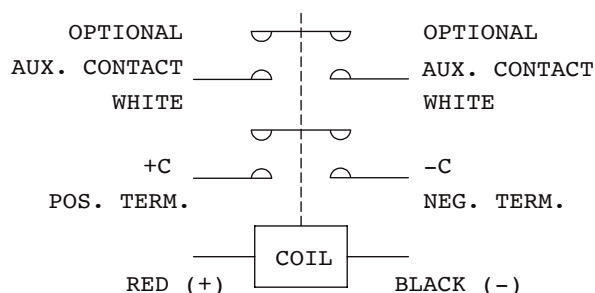 OPTIONAL OPTIONAL
AUX. CONTACT AUX. CONTACT
WHITE WHITE
+C -C
POS. TERM. NEG. TERM.
COIL
RED (+) BLACK (-)